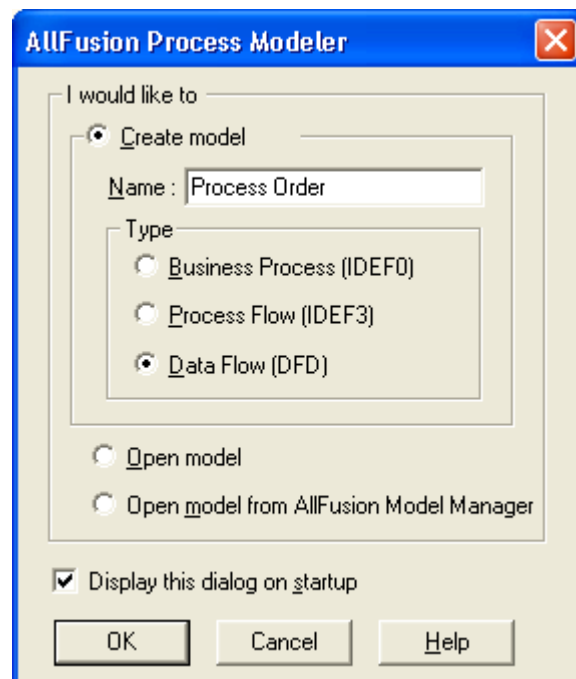 AllFusion Process Modeler
I would like to
Create model
Name : Process Order
Type
Business Process (IDEF0)
Process Flow (IDEF3)
Data Flow (DFD)
Open model
Open model from AllFusion Model Manager
Display this dialog on startup
OK Cancel Help